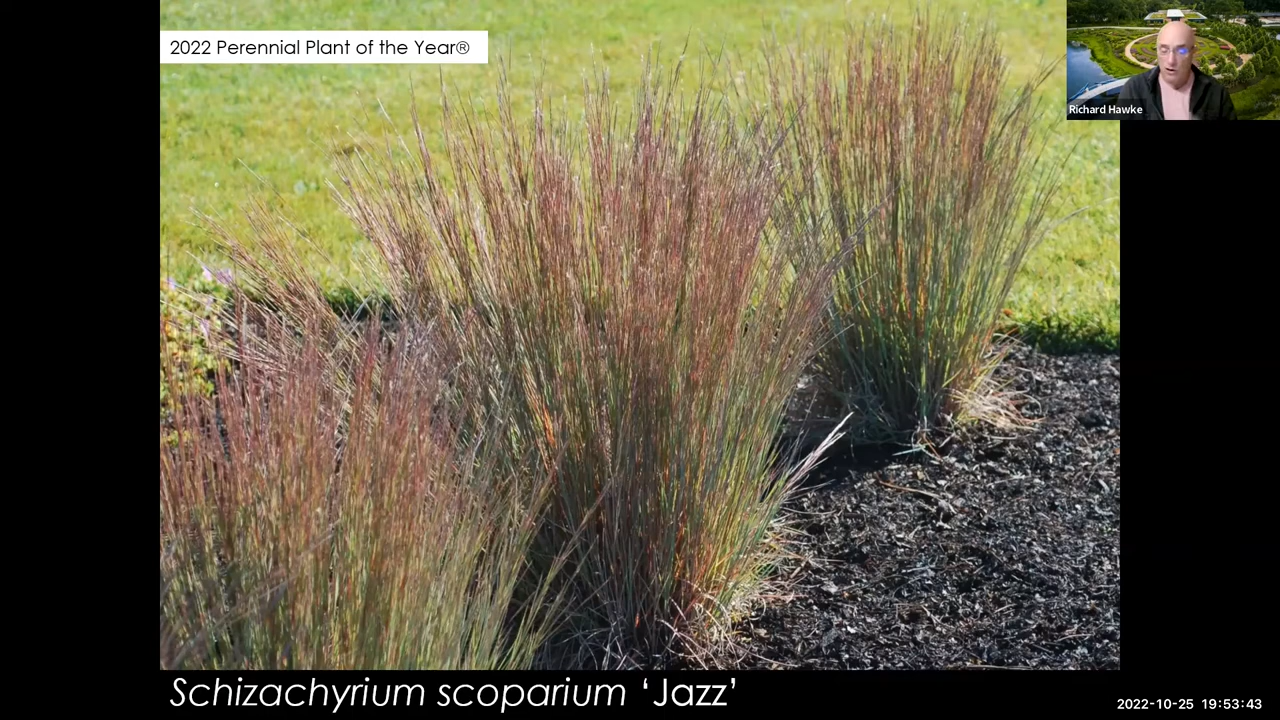 2022 Perennial Plant of the Year®
Richard Hawke
Schizachyrium scoparium ‘Jazz’
2022-10-25 19:53:43